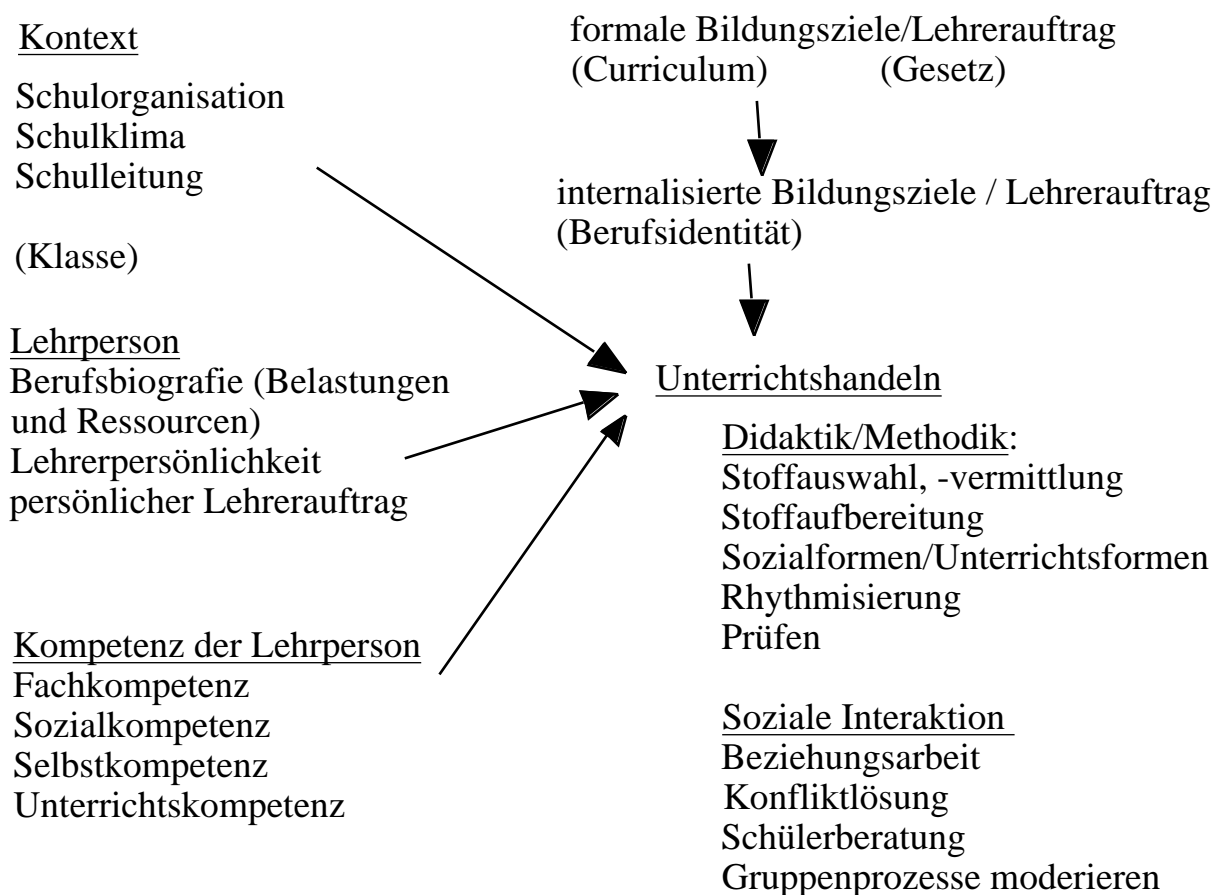 Kontext
Schulorganisation
Schulklima
Schulleitung
(Klasse)
Lehrperson
Berufsbiografie (Belastungen
und Ressourcen)
Lehrerpersönlichkeit
persönlicher Lehrerauftrag
Kompetenz der Lehrperson
Fachkompetenz
Sozialkompetenz
Selbstkompetenz
Unterrichtskompetenz
formale Bildungsziele/Lehrerauftrag
(Curriculum) (Gesetz)
internalisierte Bildungsziele / Lehrerauftrag
(Berufsidentität)
Unterrichtshandeln
Didaktik/Methodik:
Stoffauswahl, -vermittlung
Stoffaufbereitung
Sozialformen/Unterrichtsformen
Rhythmisierung
Prüfen
Soziale Interaktion
Beziehungsarbeit
Konfliktlösung
Schülerberatung
Gruppenprozesse moderieren